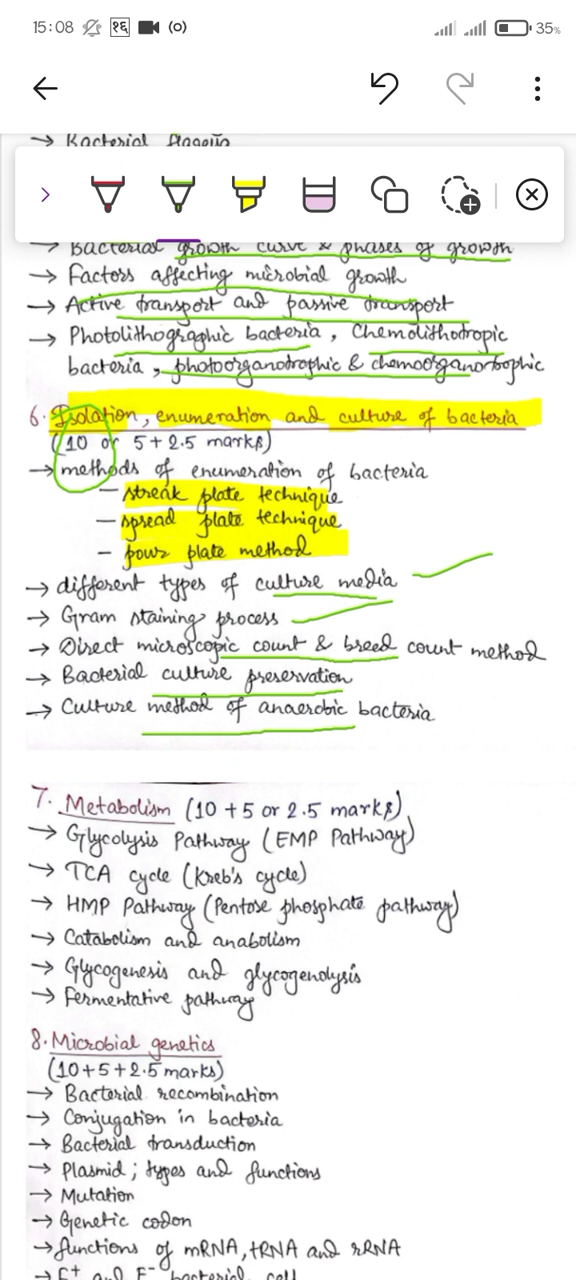 15:08 १६ 35%
→ Bacterial flagella
→ Bacterial growth curve & phases of growth
→ Factors affecting microbial growth
→ Active transport and passive transport
→ Photolithographic bacteria, Chemolithotropic
bacteria, photoorganotrophic & chemoorganotrophic
6. Isolation, enumeration and culture of bacteria
(10 or 5+2.5 marks)
→ methods of enumeration of bacteria
— streak plate technique
— spread plate technique
— pour plate method
→ different types of culture media
→ Gram staining process
→ Direct microscopic count & breed count method
→ Bacterial culture preservation
→ Culture method of anaerobic bacteria
7. Metabolism (10+5 or 2.5 marks)
→ Glycolysis Pathway (EMP Pathway)
→ TCA cycle (Kreb's cycle)
→ HMP Pathway (Pentose phosphate pathway)
→ Catabolism and anabolism
→ Glycogenesis and glycogenolysis
→ Fermentative pathway
8. Microbial genetics
(10+5+2.5 marks)
→ Bacterial recombination
→ Conjugation in bacteria
→ Bacterial transduction
→ Plasmid; types and functions
→ Mutation
→ Genetic codon
→ functions of mRNA, tRNA and rRNA
→ F+ and F- bacterial cell